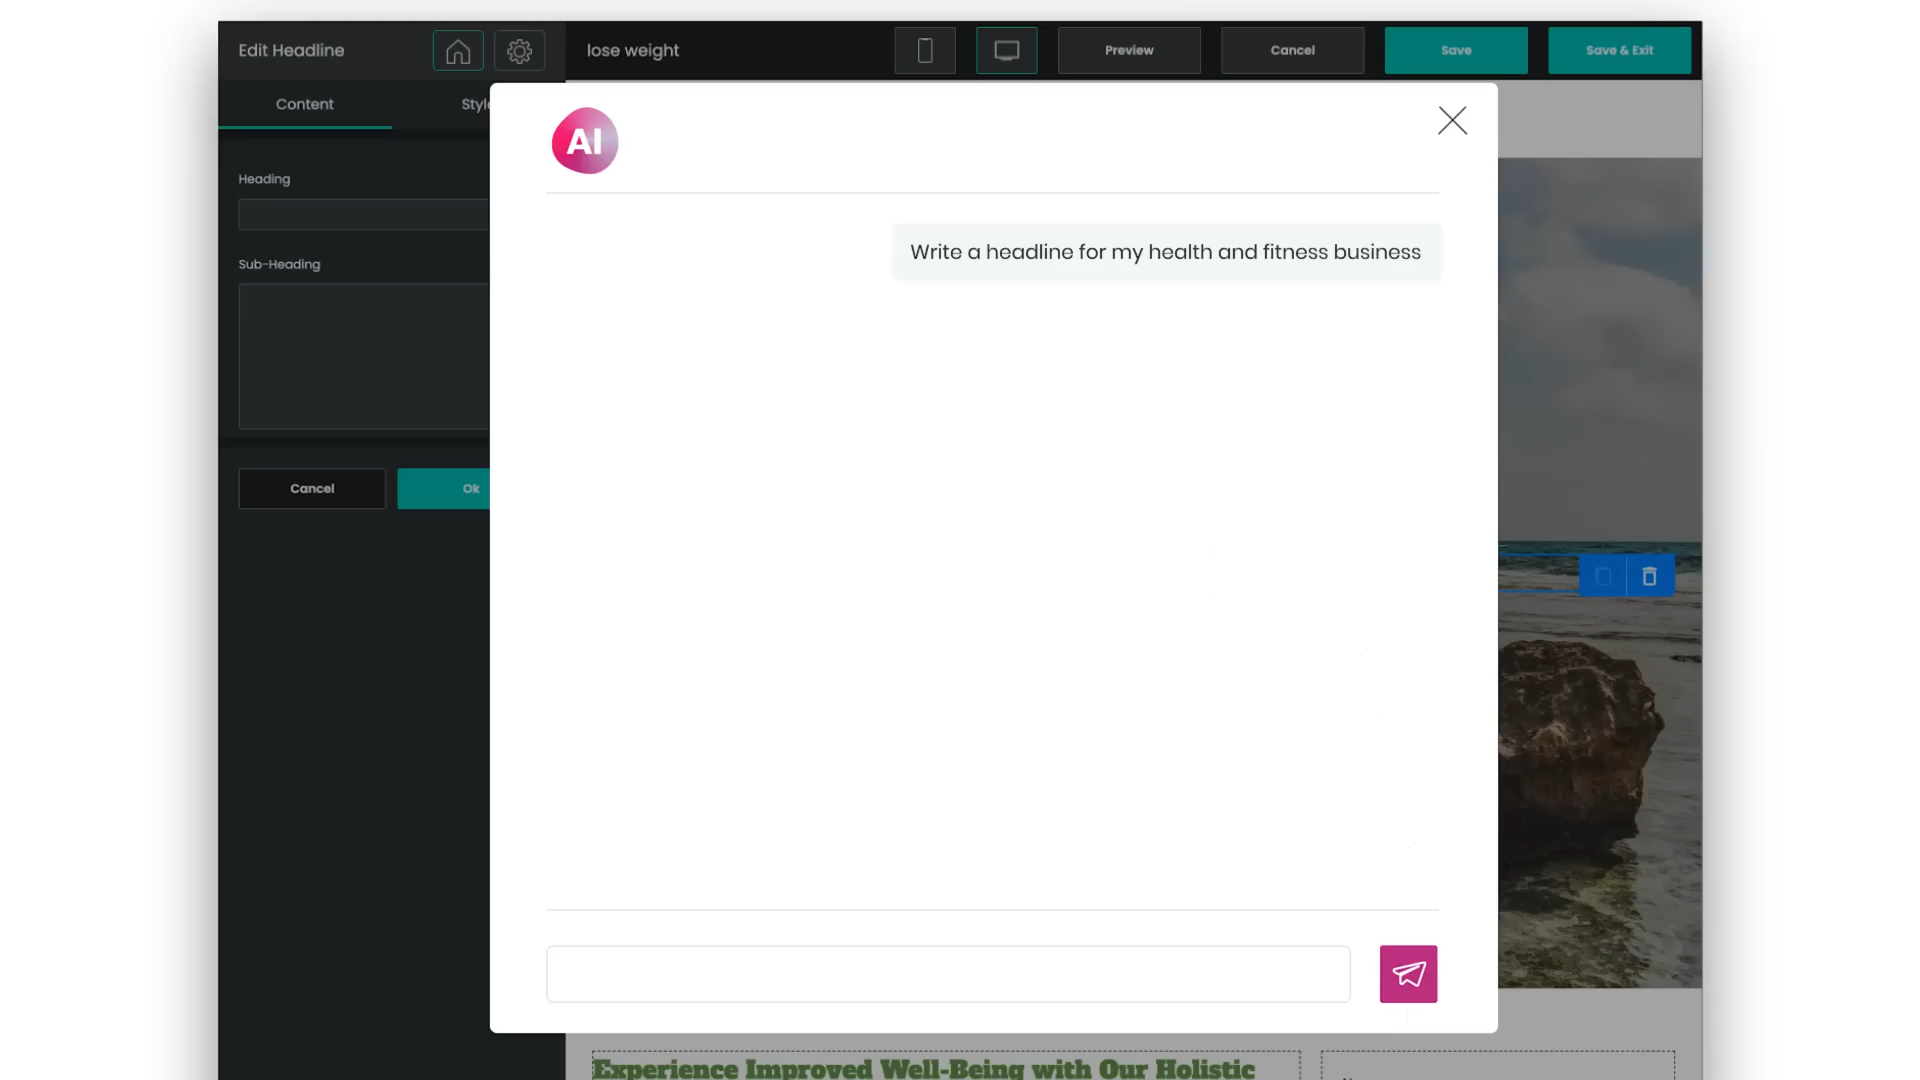 Edit Headline
lose weight
Preview
Cancel
Save
Save & Exit
Content
AI
Heading
Write a headline for my health and fitness business
Sub-Heading
Cancel
Ok
Experience Improved Well-Being with Our Holistic